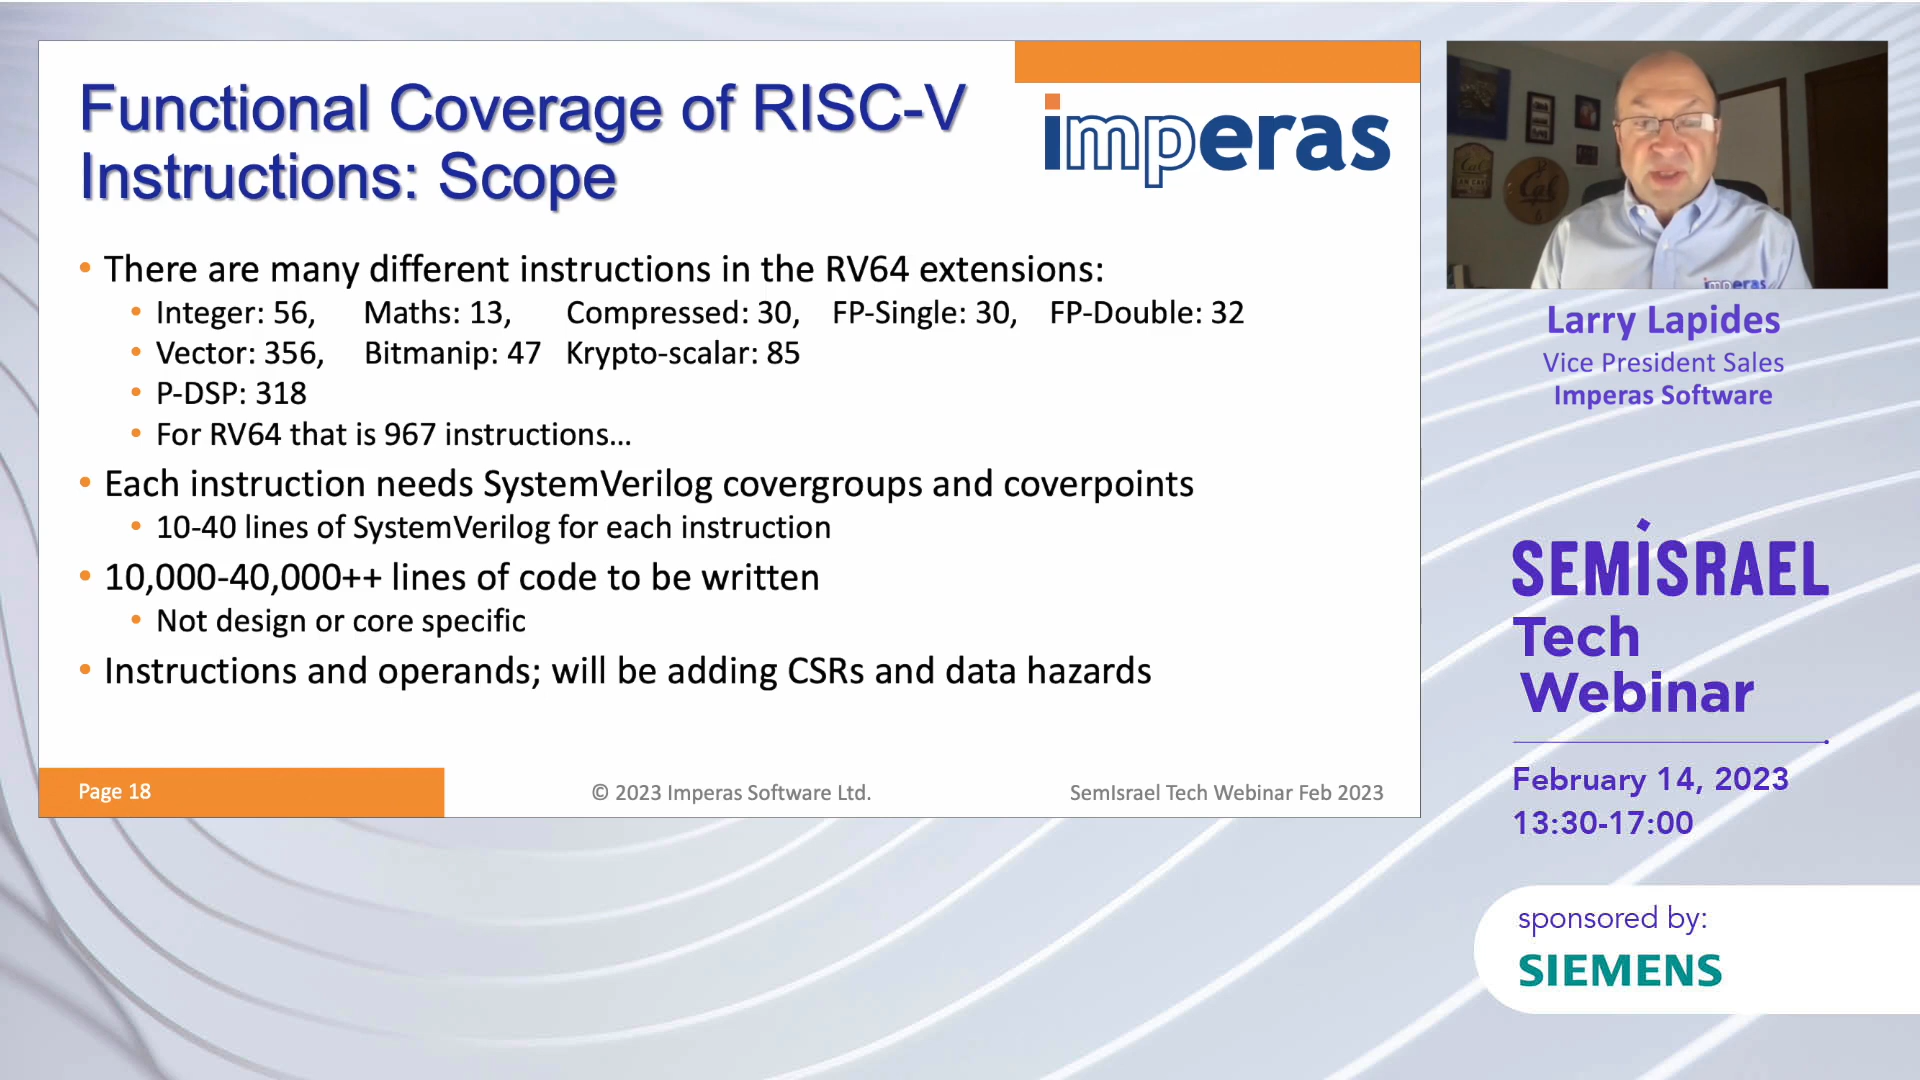 Functional Coverage of RISC-V
Instructions: Scope
imperas
• There are many different instructions in the RV64 extensions:
• Integer: 56, Maths: 13, Compressed: 30, FP-Single: 30, FP-Double: 32
• Vector: 356, Bitmanip: 47 Krypto-scalar: 85
• P-DSP: 318
• For RV64 that is 967 instructions...
• Each instruction needs SystemVerilog covergroups and coverpoints
• 10-40 lines of SystemVerilog for each instruction
• 10,000-40,000++ lines of code to be written
• Not design or core specific
• Instructions and operands; will be adding CSRs and data hazards
Page 18
© 2023 Imperas Software Ltd.
SemIsrael Tech Webinar Feb 2023
Cal
Cal
imperas
Larry Lapides
Vice President Sales
Imperas Software
SEMISRAEL
Tech
Webinar
February 14, 2023
13:30-17:00
sponsored by:
SIEMENS